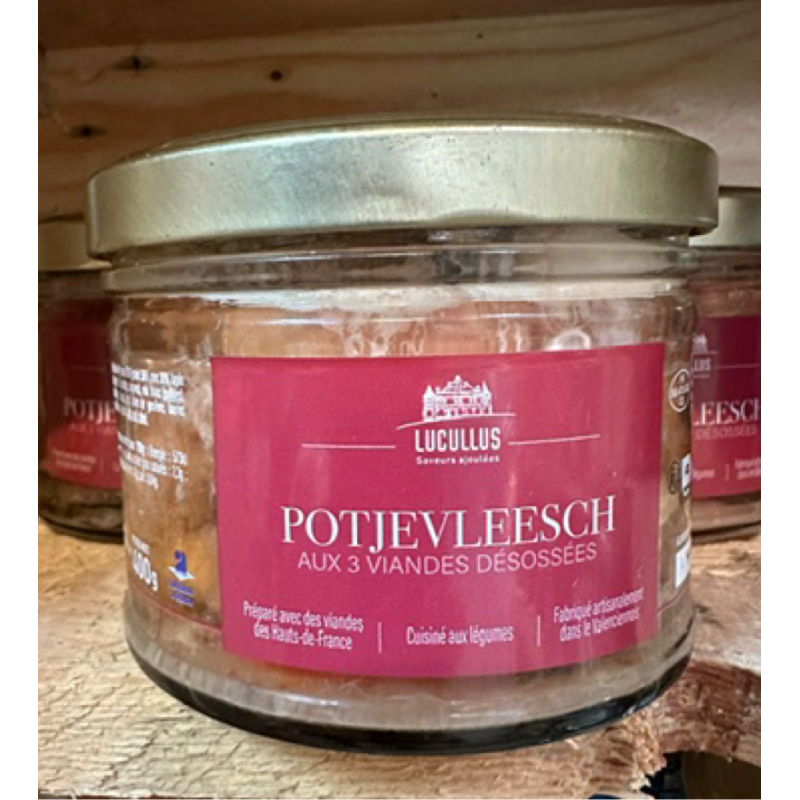 LUCULLUS
Saveurs ajoutées
POTJEVLEESCH
AUX 3 VIANDES DÉSOSSÉES
Préparé avec des viandes
des Hauts-de-France
Cuisiné aux légumes
Fabriqué artisanalement
dans le Valenciennois
400g